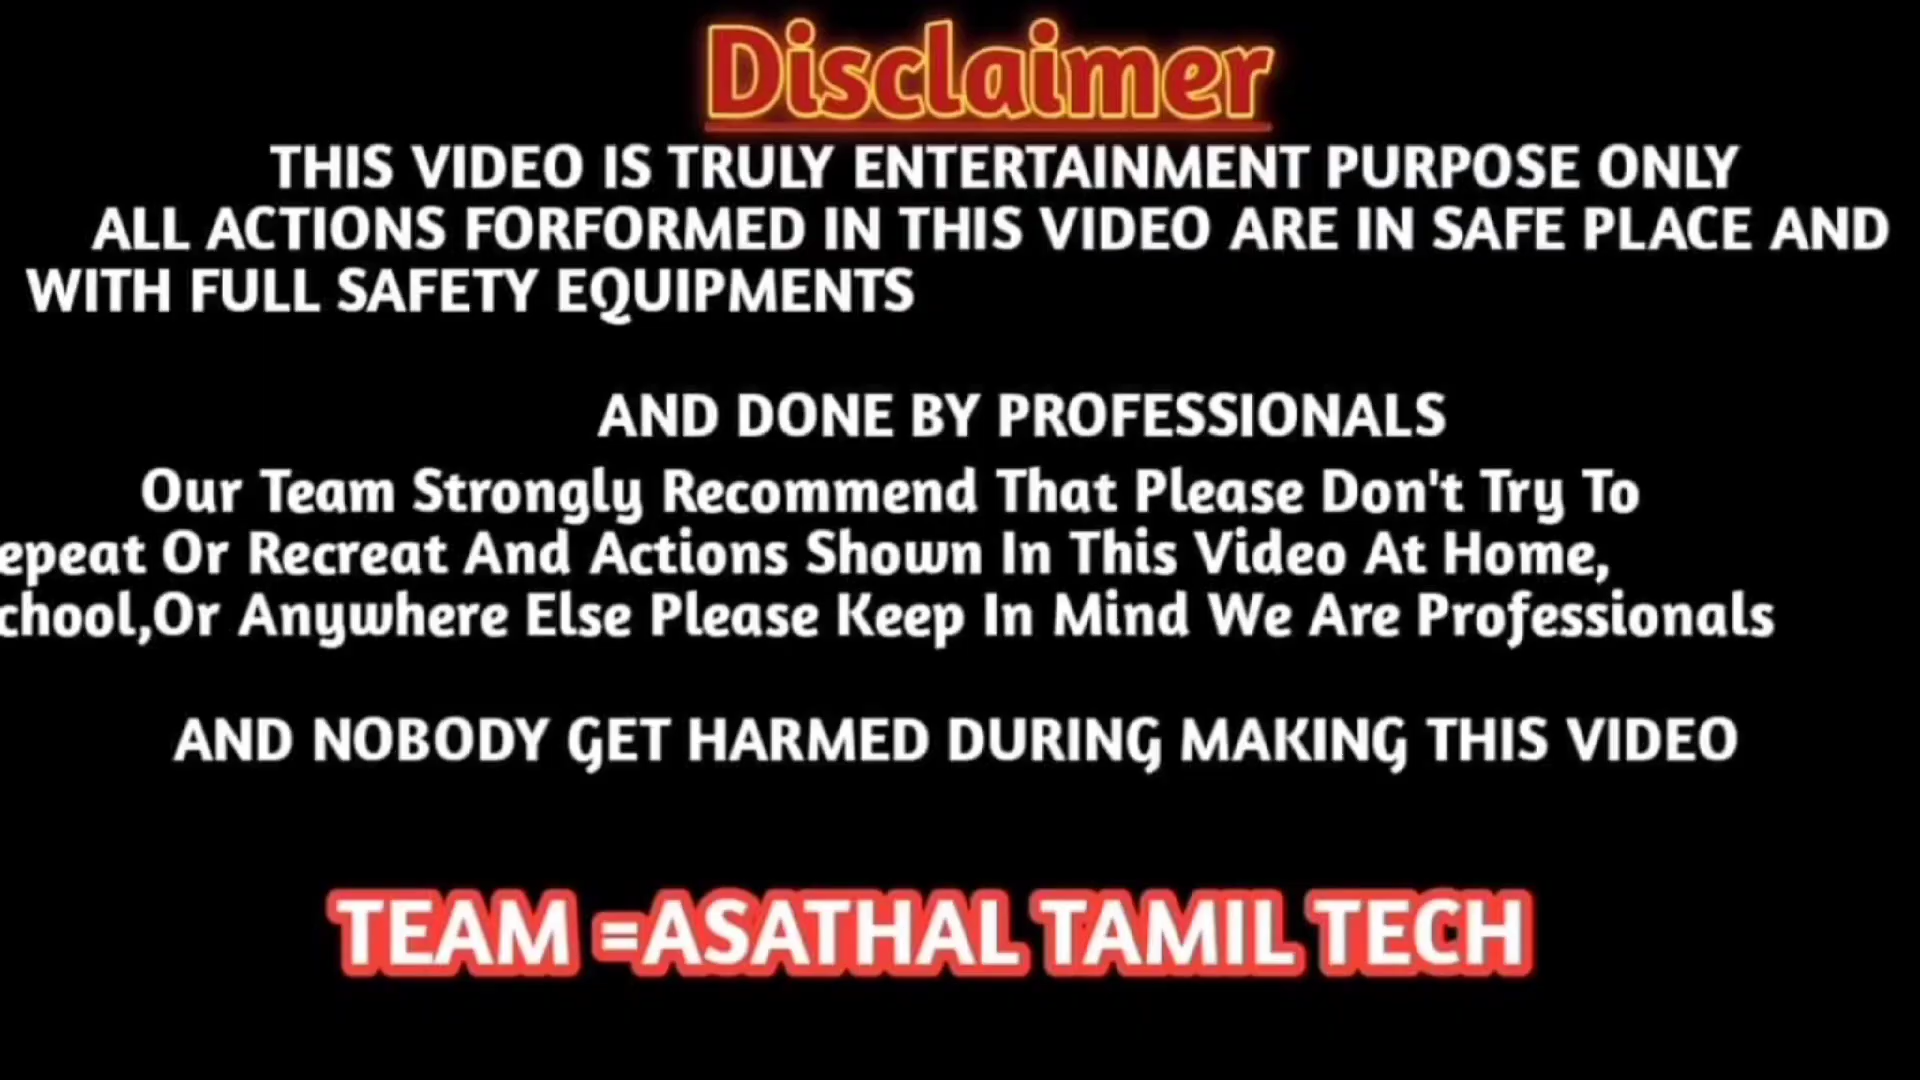 Disclaimer
THIS VIDEO IS TRULY ENTERTAINMENT PURPOSE ONLY
ALL ACTIONS FORFORMED IN THIS VIDEO ARE IN SAFE PLACE AND
WITH FULL SAFETY EQUIPMENTS
AND DONE BY PROFESSIONALS
Our Team Strongly Recommend That Please Don't Try To
epeat Or Recreat And Actions Shown In This Video At Home,
chool,Or Anywhere Else Please Keep In Mind We Are Professionals
AND NOBODY GET HARMED DURING MAKING THIS VIDEO
TEAM =ASATHAL TAMIL TECH